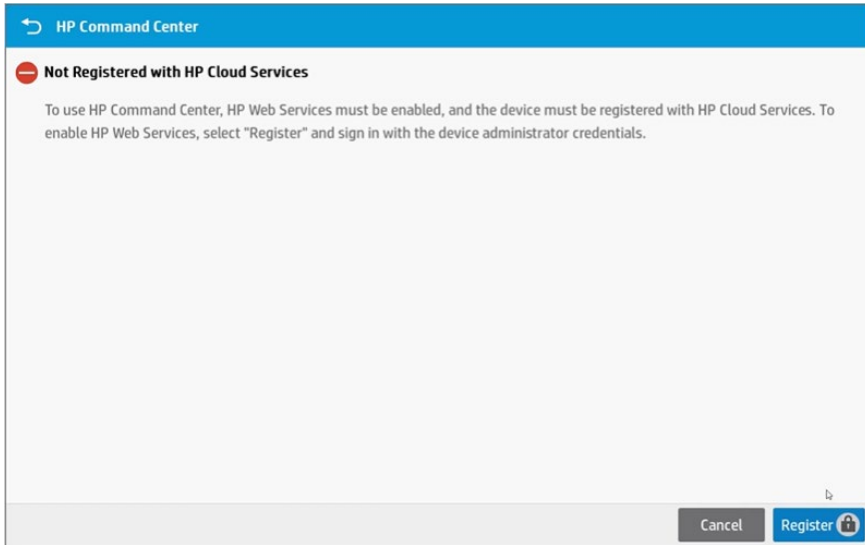 HP Command Center
Not Registered with HP Cloud Services
To use HP Command Center, HP Web Services must be enabled, and the device must be registered with HP Cloud Services. To
enable HP Web Services, select "Register" and sign in with the device administrator credentials.
Cancel
Register